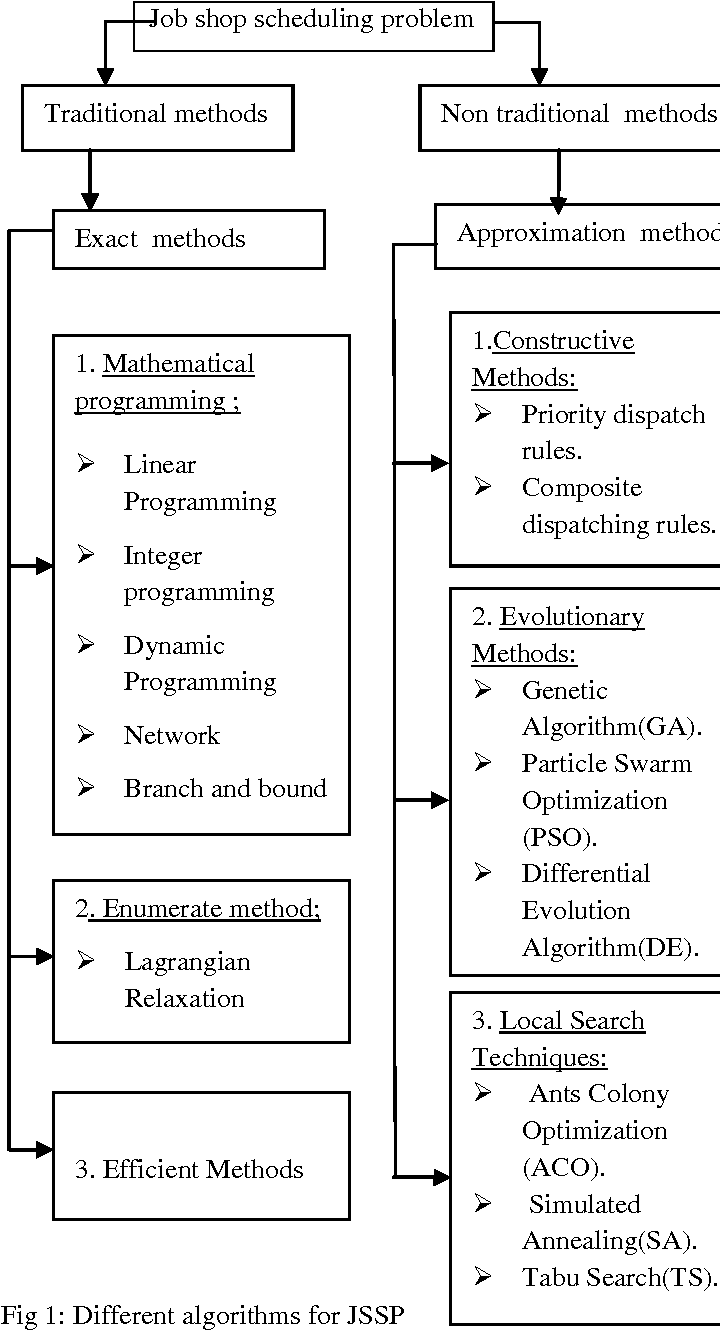 Job shop scheduling problem
Traditional methods
Exact methods
1. Mathematical
programming ;
➢ Linear
Programming
➢ Integer
programming
➢ Dynamic
Programming
➢ Network
➢ Branch and bound
2. Enumerate method;
➢ Lagrangian
Relaxation
3. Efficient Methods
Non traditional methods
Approximation method
1.Constructive
Methods:
➢ Priority dispatch
rules.
➢ Composite
dispatching rules.
2. Evolutionary
Methods:
➢ Genetic
Algorithm(GA).
➢ Particle Swarm
Optimization
(PSO).
➢ Differential
Evolution
Algorithm(DE).
3. Local Search
Techniques:
➢ Ants Colony
Optimization
(ACO).
➢ Simulated
Annealing(SA).
➢ Tabu Search(TS).
Fig 1: Different algorithms for JSSP